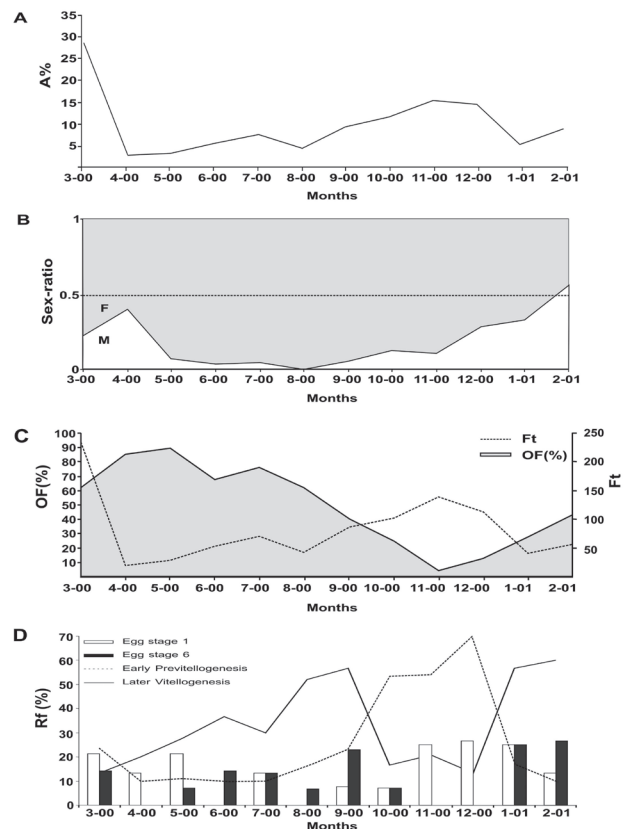 A
A%
35
30
25
20
15
10
5
3-00 4-00 5-00 6-00 7-00 8-00 9-00 10-00 11-00 12-00 1-01 2-01
Months
B
Sex-ratio
1
0.5
0
F
M
3-00 4-00 5-00 6-00 7-00 8-00 9-00 10-00 11-00 12-00 1-01 2-01
Months
C
OF(%)
100
90
80
70
60
50
40
30
20
10
Ft
OF(%)
250
200
150
100
50
Ft
3-00 4-00 5-00 6-00 7-00 8-00 9-00 10-00 11-00 12-00 1-01 2-01
Months
D
Rf (%)
70
60
50
40
30
20
10
0
Egg stage 1
Egg stage 6
Early Previtellogenesis
Later Vitellogenesis
3-00 4-00 5-00 6-00 7-00 8-00 9-00 10-00 11-00 12-00 1-01 2-01
Months